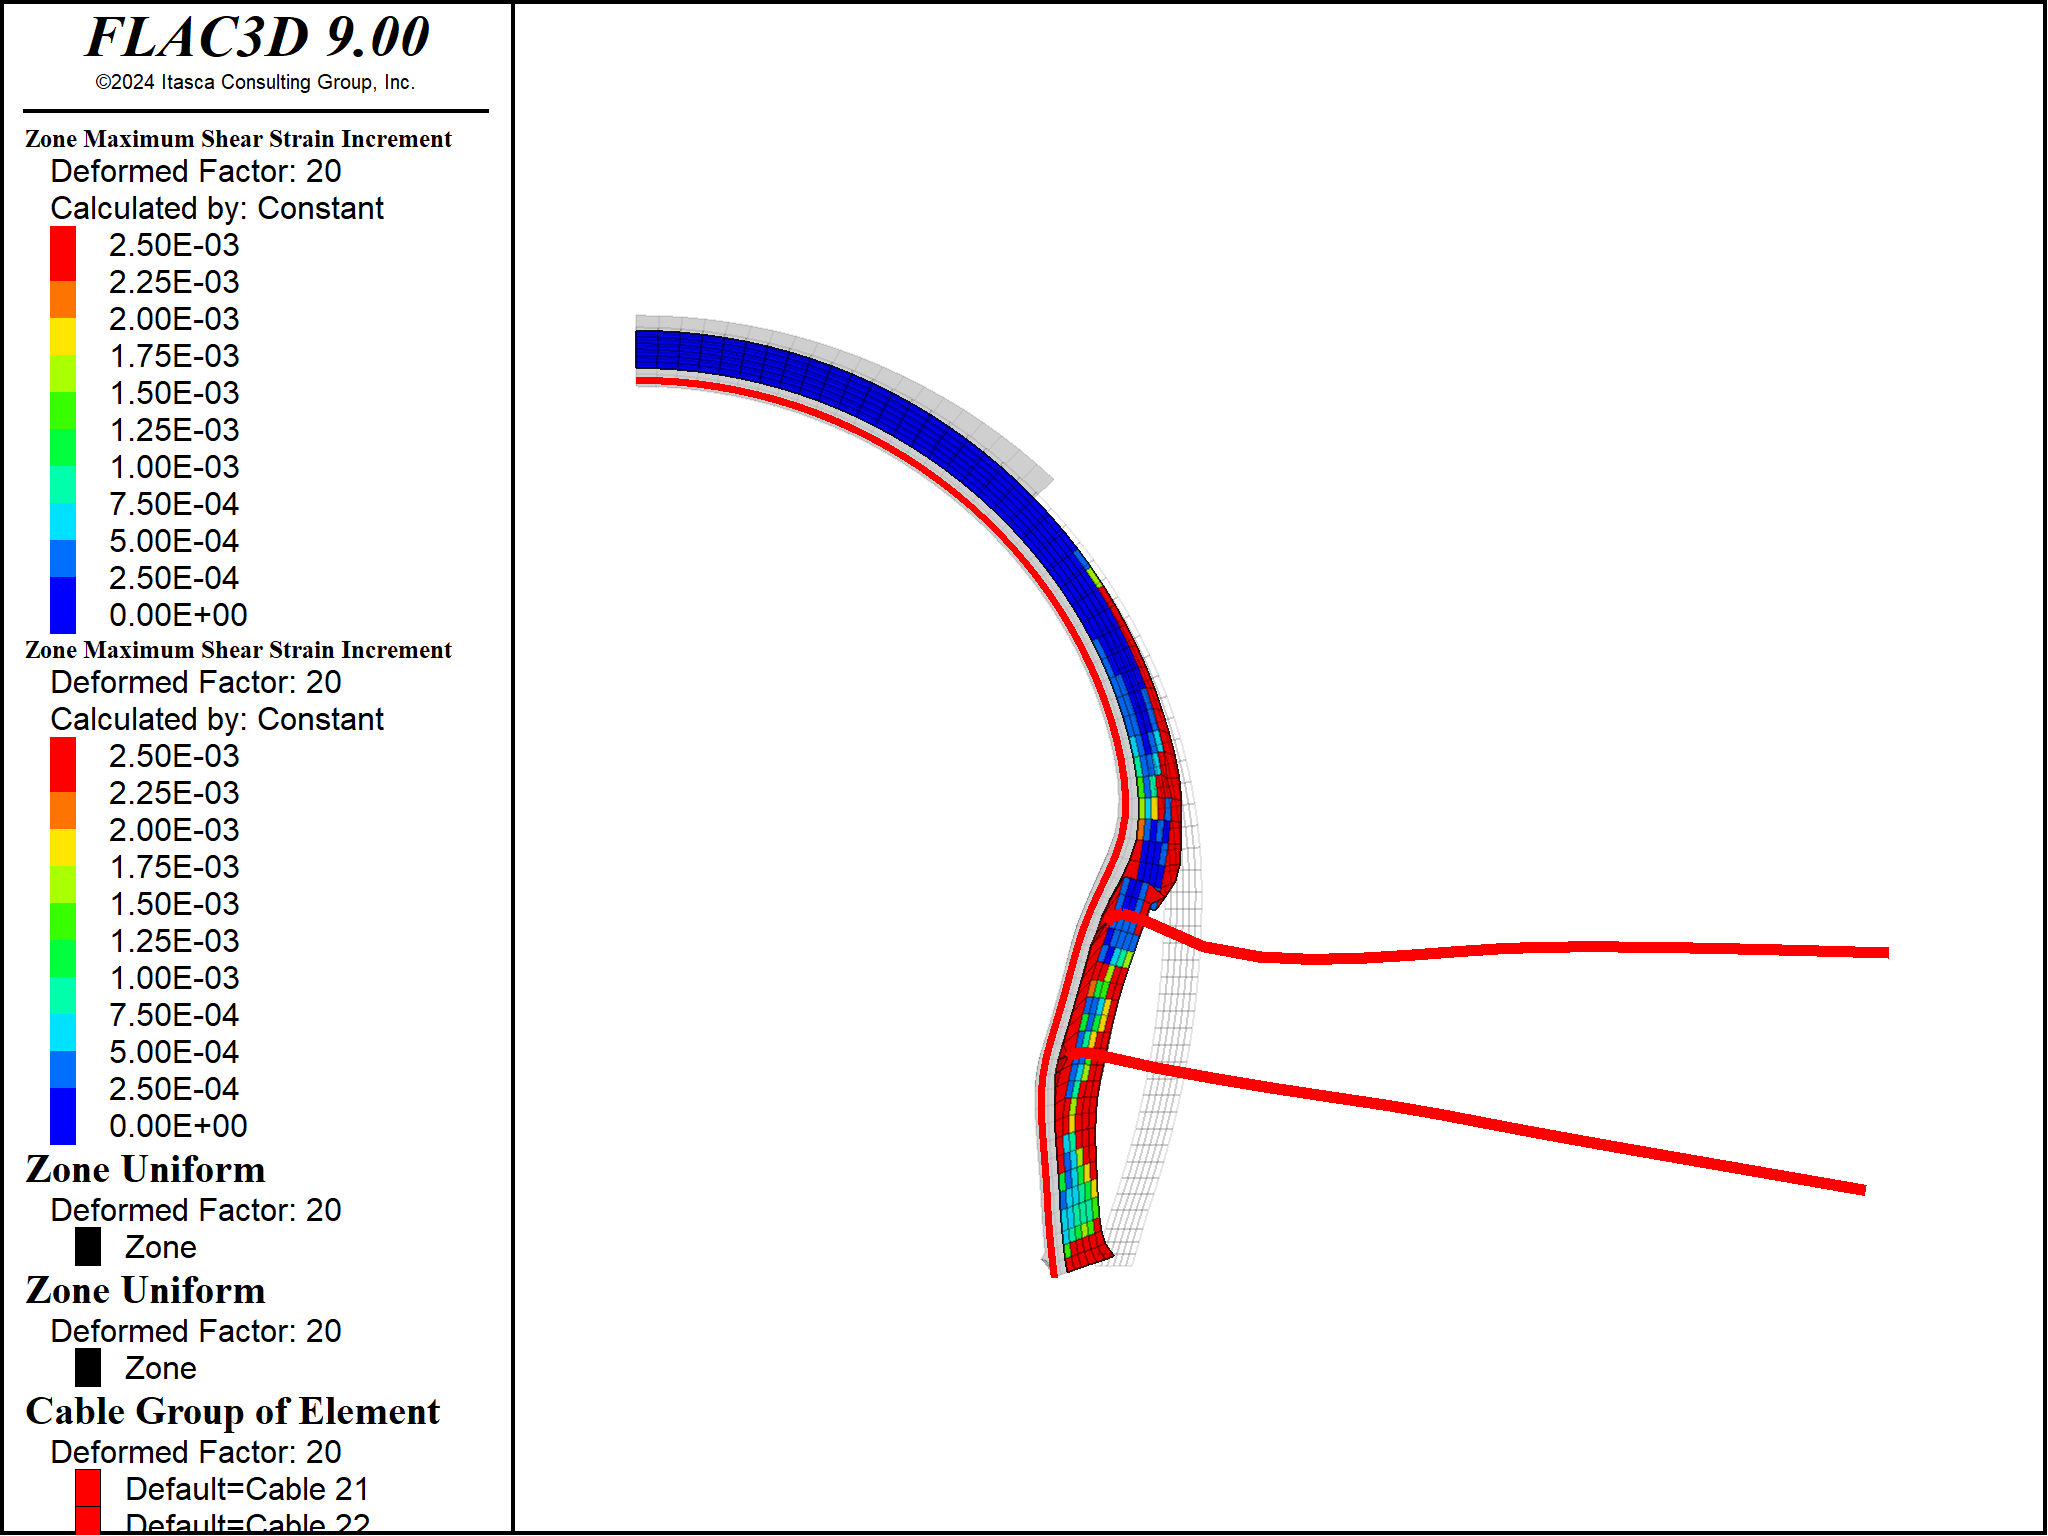 FLAC3D 9.00
©2024 Itasca Consulting Group, Inc.
Zone Maximum Shear Strain Increment
Deformed Factor: 20
Calculated by: Constant
2.50E-03
2.25E-03
2.00E-03
1.75E-03
1.50E-03
1.25E-03
1.00E-03
7.50E-04
5.00E-04
2.50E-04
0.00E+00
Zone Maximum Shear Strain Increment
Deformed Factor: 20
Calculated by: Constant
2.50E-03
2.25E-03
2.00E-03
1.75E-03
1.50E-03
1.25E-03
1.00E-03
7.50E-04
5.00E-04
2.50E-04
0.00E+00
Zone Uniform
Deformed Factor: 20
Zone
Zone Uniform
Deformed Factor: 20
Zone
Cable Group of Element
Deformed Factor: 20
Default=Cable 21
Default=Cable 22